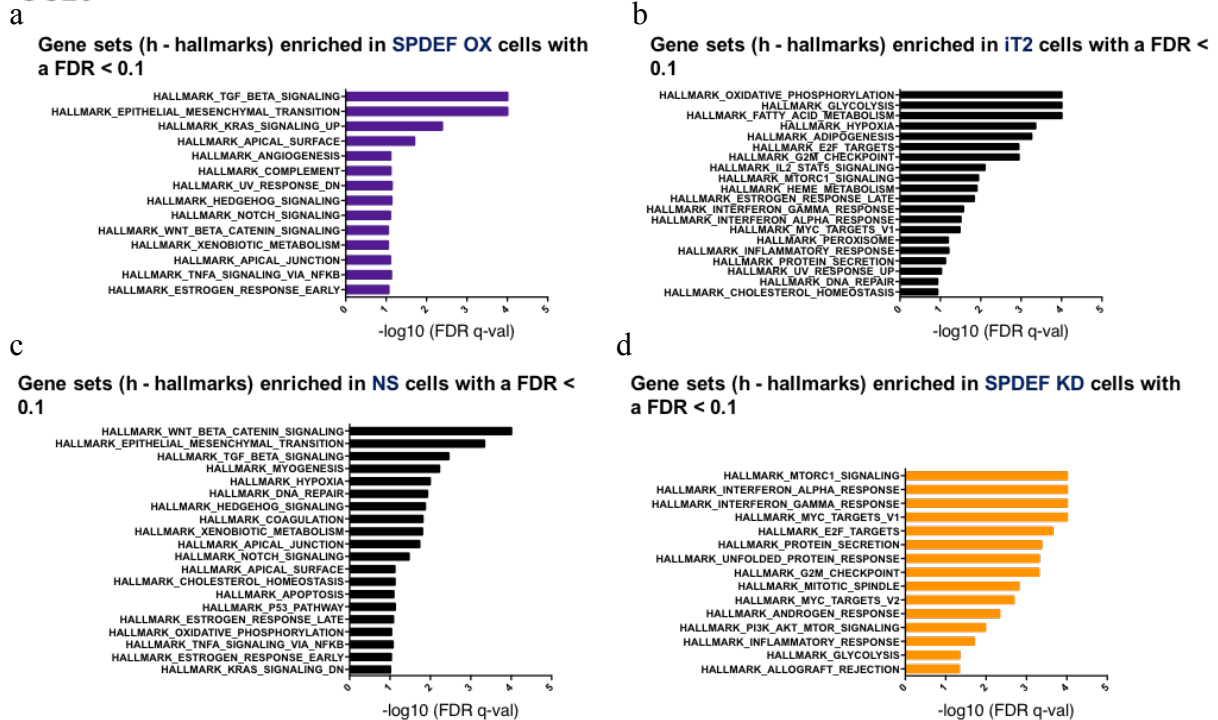 a
Gene sets (h - hallmarks) enriched in SPDEF OX cells with
a FDR < 0.1
HALLMARK_TGF_BETA_SIGNALING
HALLMARK_EPITHELIAL_MESENCHYMAL_TRANSITION
HALLMARK_KRAS_SIGNALING_UP
HALLMARK_APICAL_SURFACE
HALLMARK_ANGIOGENESIS
HALLMARK_COMPLEMENT
HALLMARK_UV_RESPONSE_DN
HALLMARK_HEDGEHOG_SIGNALING
HALLMARK_NOTCH_SIGNALING
HALLMARK_WNT_BETA_CATENIN_SIGNALING
HALLMARK_XENOBIOTIC_METABOLISM
HALLMARK_APICAL_JUNCTION
HALLMARK_TNFA_SIGNALING_VIA_NFKB
HALLMARK_ESTROGEN_RESPONSE_EARLY
0 1 2 3 4 5
-log10 (FDR q-val)
b
Gene sets (h - hallmarks) enriched in iT2 cells with a FDR <
0.1
HALLMARK_OXIDATIVE_PHOSPHORYLATION
HALLMARK_GLYCOLYSIS
HALLMARK_FATTY_ACID_METABOLISM
HALLMARK_HYPOXIA
HALLMARK_ADIPOGENESIS
HALLMARK_E2F_TARGETS
HALLMARK_G2M_CHECKPOINT
HALLMARK_IL2_STAT5_SIGNALING
HALLMARK_MTORC1_SIGNALING
HALLMARK_HEME_METABOLISM
HALLMARK_ESTROGEN_RESPONSE_LATE
HALLMARK_INTERFERON_GAMMA_RESPONSE
HALLMARK_INTERFERON_ALPHA_RESPONSE
HALLMARK_MYC_TARGETS_V1
HALLMARK_PEROXISOME
HALLMARK_INFLAMMATORY_RESPONSE
HALLMARK_PROTEIN_SECRETION
HALLMARK_UV_RESPONSE_UP
HALLMARK_DNA_REPAIR
HALLMARK_CHOLESTEROL_HOMEOSTASIS
0 1 2 3 4 5
-log10 (FDR q-val)
c
Gene sets (h - hallmarks) enriched in NS cells with a FDR <
0.1
HALLMARK_WNT_BETA_CATENIN_SIGNALING
HALLMARK_EPITHELIAL_MESENCHYMAL_TRANSITION
HALLMARK_TGF_BETA_SIGNALING
HALLMARK_MYOGENESIS
HALLMARK_HYPOXIA
HALLMARK_DNA_REPAIR
HALLMARK_HEDGEHOG_SIGNALING
HALLMARK_COAGULATION
HALLMARK_XENOBIOTIC_METABOLISM
HALLMARK_APICAL_JUNCTION
HALLMARK_NOTCH_SIGNALING
HALLMARK_APICAL_SURFACE
HALLMARK_CHOLESTEROL_HOMEOSTASIS
HALLMARK_APOPTOSIS
HALLMARK_P53_PATHWAY
HALLMARK_ESTROGEN_RESPONSE_LATE
HALLMARK_OXIDATIVE_PHOSPHORYLATION
HALLMARK_TNFA_SIGNALING_VIA_NFKB
HALLMARK_ESTROGEN_RESPONSE_EARLY
HALLMARK_KRAS_SIGNALING_DN
0 1 2 3 4 5
-log10 (FDR q-val)
d
Gene sets (h - hallmarks) enriched in SPDEF KD cells with
a FDR < 0.1
HALLMARK_MTORC1_SIGNALING
HALLMARK_INTERFERON_ALPHA_RESPONSE
HALLMARK_INTERFERON_GAMMA_RESPONSE
HALLMARK_MYC_TARGETS_V1
HALLMARK_E2F_TARGETS
HALLMARK_PROTEIN_SECRETION
HALLMARK_UNFOLDED_PROTEIN_RESPONSE
HALLMARK_G2M_CHECKPOINT
HALLMARK_MITOTIC_SPINDLE
HALLMARK_MYC_TARGETS_V2
HALLMARK_ANDROGEN_RESPONSE
HALLMARK_PI3K_AKT_MTOR_SIGNALING
HALLMARK_INFLAMMATORY_RESPONSE
HALLMARK_GLYCOLYSIS
HALLMARK_ALLOGRAFT_REJECTION
0 1 2 3 4 5
-log10 (FDR q-val)